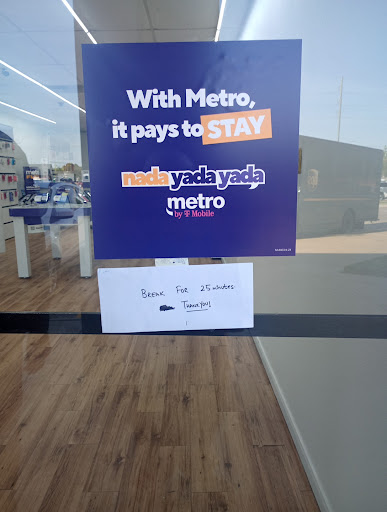 With Metro,
it pays to STAY
nada yada yada
metro
by T Mobile
BREAK FOR 25 minutes
THANK YOU!